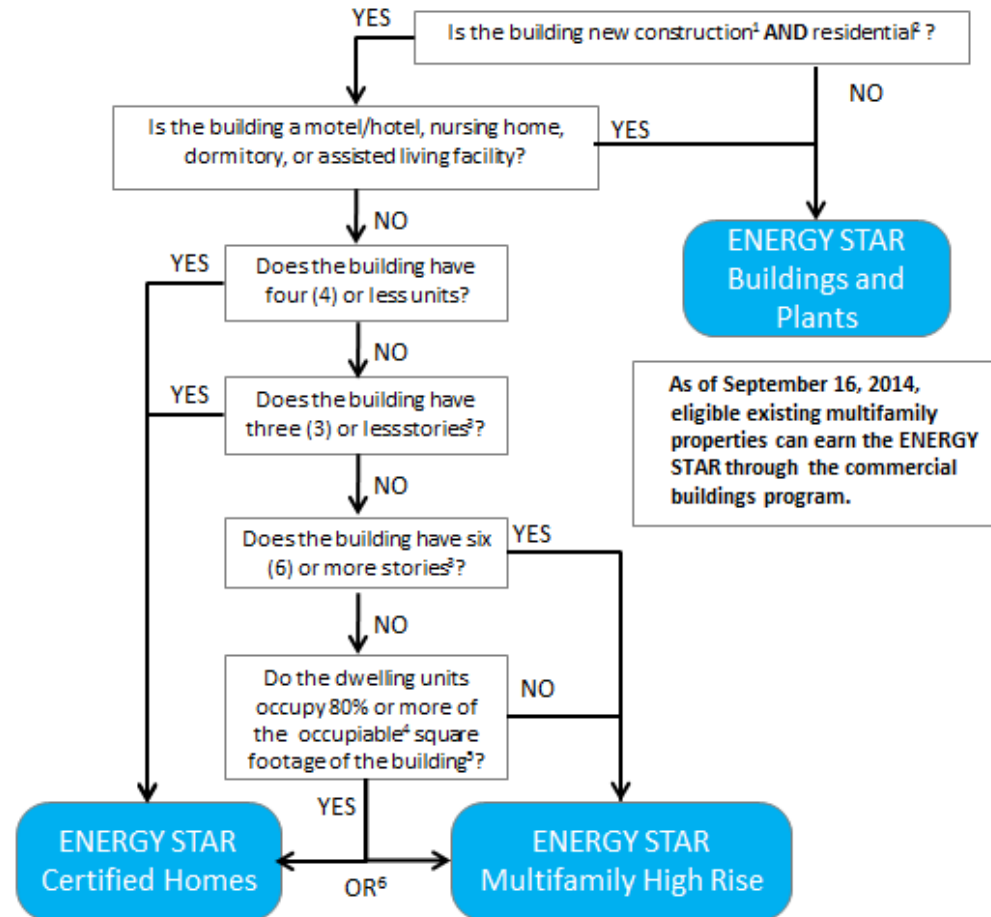 YES
Is the building new construction¹ AND residential² ?
NO
Is the building a motel/hotel, nursing home,
dormitory, or assisted living facility?
YES
NO
ENERGY STAR
Buildings and
Plants
YES
Does the building have
four (4) or less units?
NO
YES
Does the building have
three (3) or less stories³?
As of September 16, 2014,
eligible existing multifamily
properties can earn the ENERGY
STAR through the commercial
buildings program.
NO
Does the building have six
(6) or more stories³?
YES
NO
Do the dwelling units
occupy 80% or more of
the occupiable⁴ square
footage of the building⁵?
NO
YES
ENERGY STAR
Certified Homes
OR⁶
ENERGY STAR
Multifamily High Rise